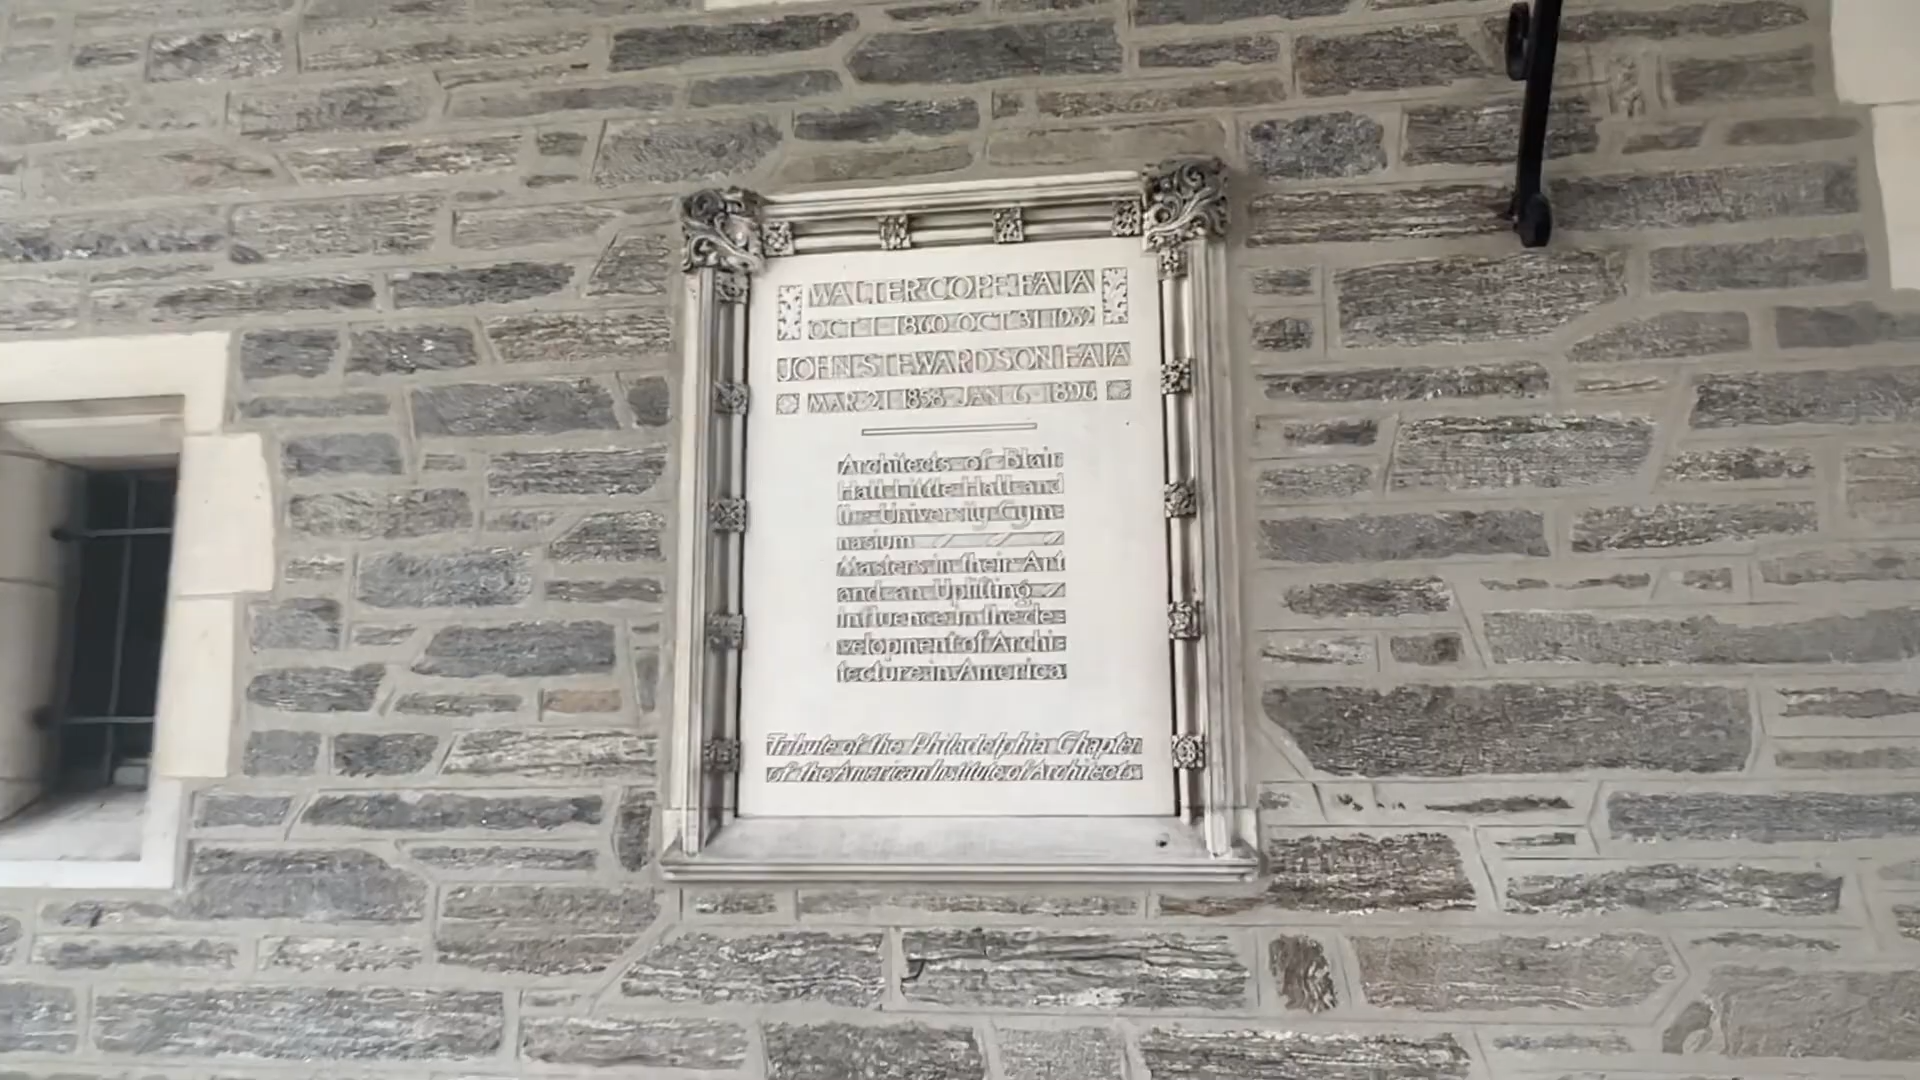 WALTER COPE FAIA
OCT 1 1860 OCT 31 1902
JOHN STEWARDSON FAIA
MAR 21 1858 JAN 6 1896
Architects of Blair
Hall Little Hall and
the University Gym=
nasium
Masters in their Art
and an Uplifting
influence in the de=
velopment of Archi=
tecture in America
Tribute of the Philadelphia Chapter
of the American Institute of Architects